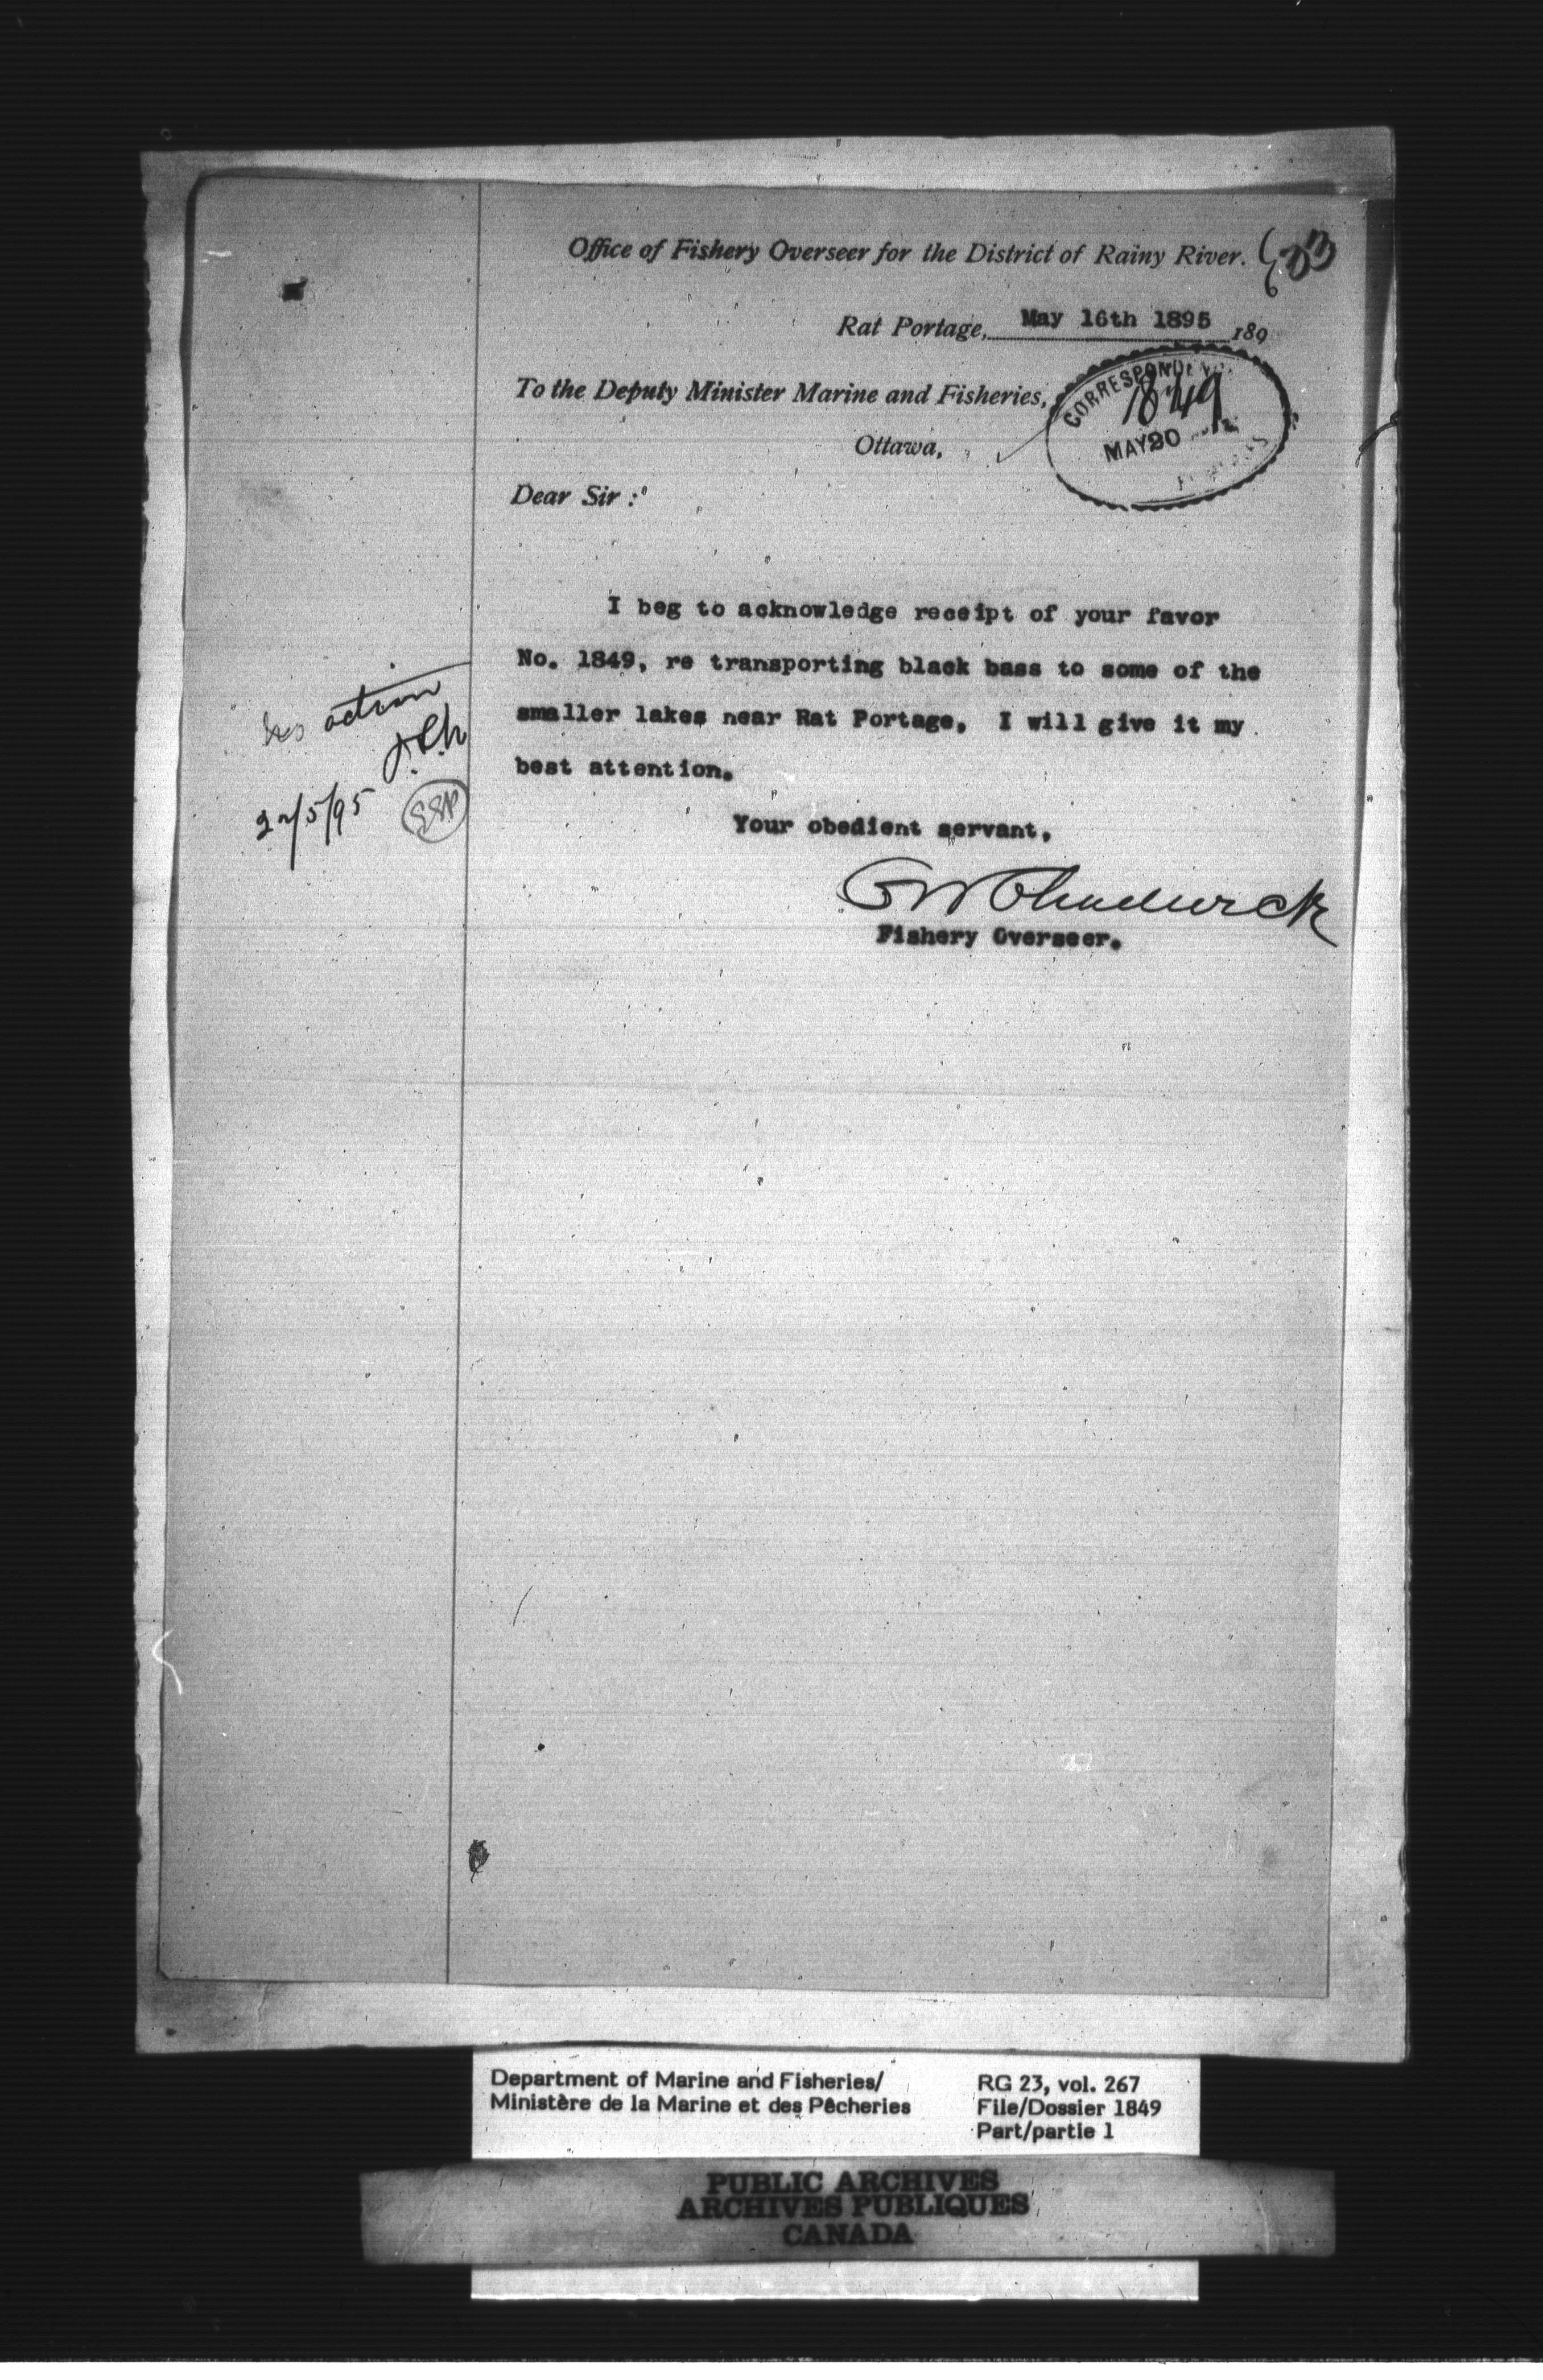 Office of Fishery Overseer for the District of Rainy River.
Rat Portage, May 16th 1895 189
To the Deputy Minister Marine and Fisheries,
Ottawa,
CORRESPONDENCE
1849
MAY 20
Dear Sir :
I beg to acknowledge receipt of your favor
No. 1849, re transporting black bass to some of the
smaller lakes near Rat Portage, I will give it my
best attention.
Your obedient servant,
Fishery Overseer.
No action
22/5/95
Department of Marine and Fisheries/
Ministère de la Marine et des Pêcheries
RG 23, vol. 267
File/Dossier 1849
Part/partie 1
PUBLIC ARCHIVES
ARCHIVES PUBLIQUES
CANADA